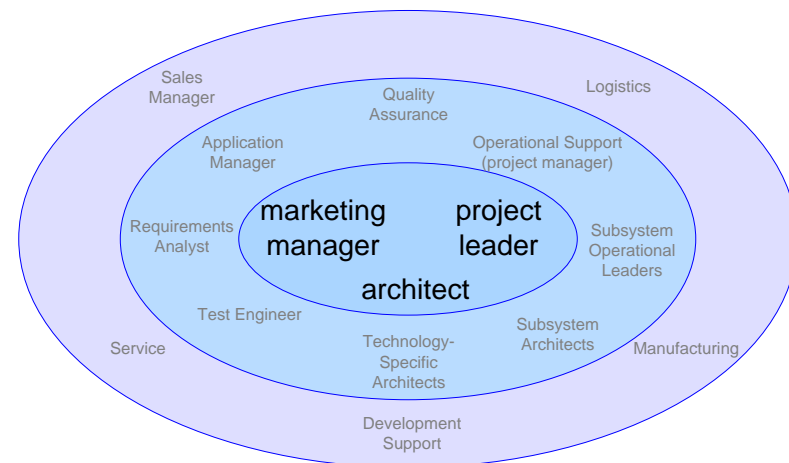 Sales
Manager
Logistics
Quality
Assurance
Application
Manager
Operational Support
(project manager)
marketing
manager
project
leader
Requirements
Analyst
Subsystem
Operational
Leaders
architect
Test Engineer
Subsystem
Architects
Technology-
Specific
Architects
Service
Manufacturing
Development
Support